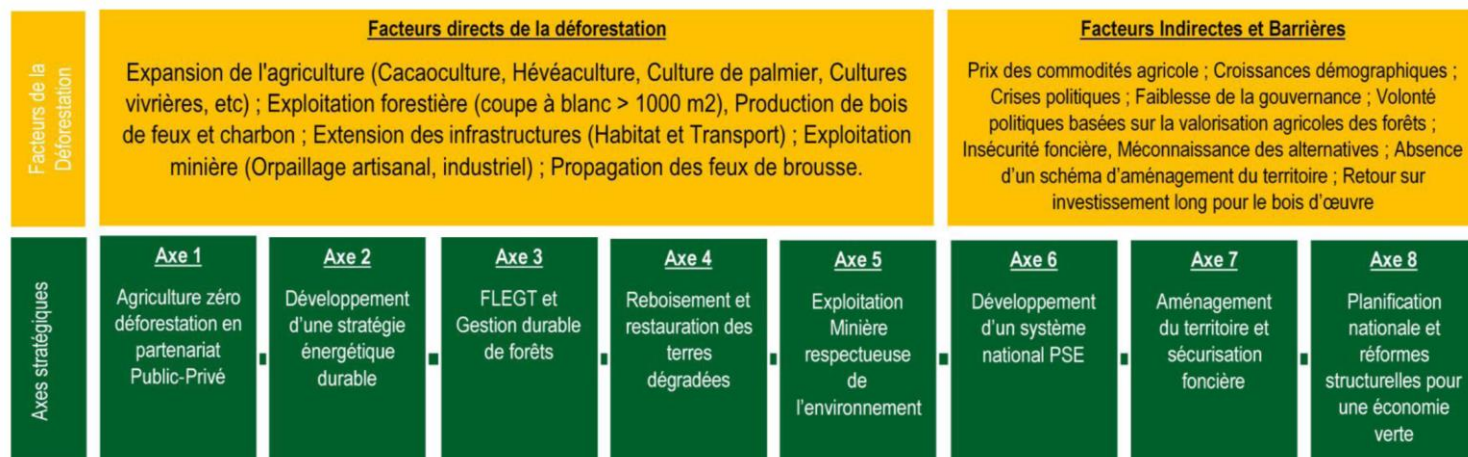 Facteurs de la
Déforestation
Facteurs directs de la déforestation
Expansion de l'agriculture (Cacaoculture, Hévéaculture, Culture de palmier, Cultures
vivrières, etc) ; Exploitation forestière (coupe à blanc > 1000 m2), Production de bois
de feux et charbon ; Extension des infrastructures (Habitat et Transport) ; Exploitation
minière (Orpaillage artisanal, industriel) ; Propagation des feux de brousse.
Facteurs Indirectes et Barrières
Prix des commodités agricole ; Croissances démographiques ;
Crises politiques ; Faiblesse de la gouvernance ; Volonté
politiques basées sur la valorisation agricoles des forêts ;
Insécurité foncière, Méconnaissance des alternatives ; Absence
d'un schéma d'aménagement du territoire ; Retour sur
investissement long pour le bois d'œuvre
Axes stratégiques
Axe 1
Agriculture zéro
déforestation en
partenariat
Public-Privé
Axe 2
Développement
d'une stratégie
énergétique
durable
Axe 3
FLEGT et
Gestion durable
de forêts
Axe 4
Reboisement et
restauration des
terres
dégradées
Axe 5
Exploitation
Minière
respectueuse
de
l'environnement
Axe 6
Développement
d'un système
national PSE
Axe 7
Aménagement
du territoire et
sécurisation
foncière
Axe 8
Planification
nationale et
réformes
structurelles pour
une économie
verte